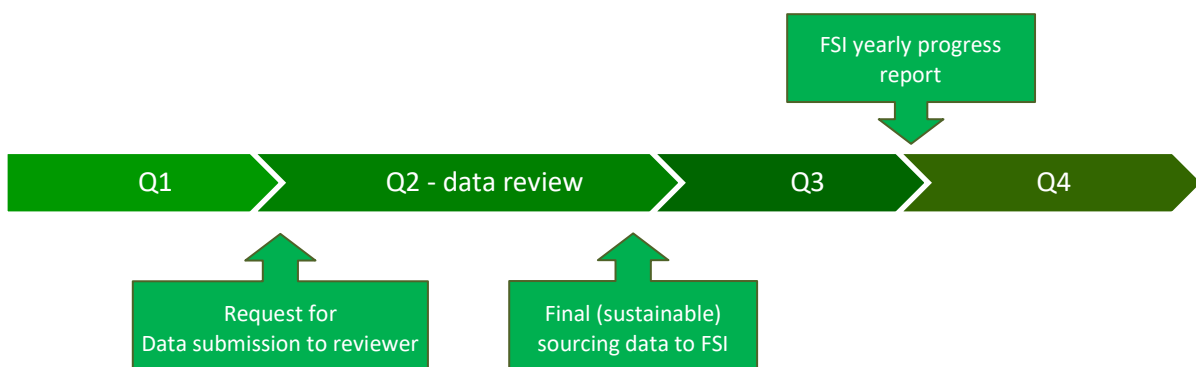 FSI yearly progress
report
Q1
Q2 - data review
Q3
Q4
Request for
Data submission to reviewer
Final (sustainable)
sourcing data to FSI